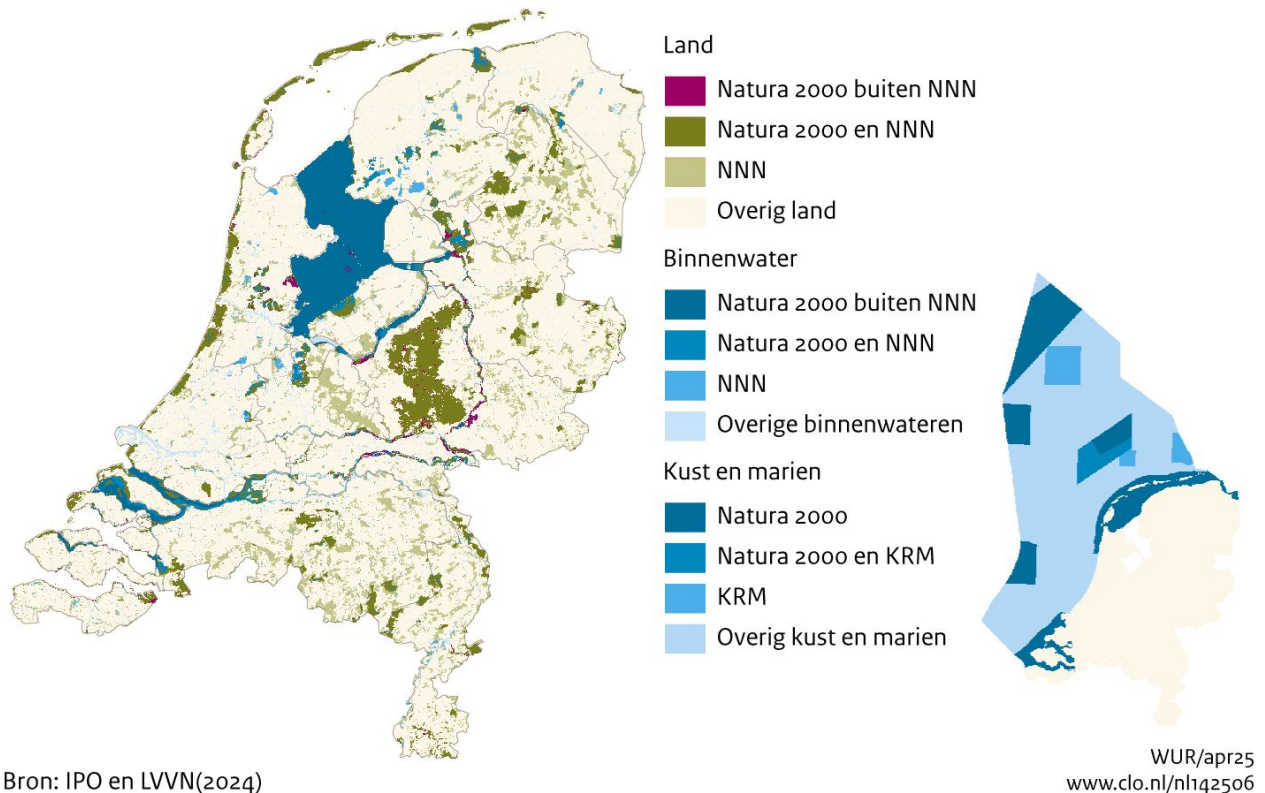 Land
Natura 2000 buiten NNN
Natura 2000 en NNN
NNN
Overig land
Binnenwater
Natura 2000 buiten NNN
Natura 2000 en NNN
NNN
Overige binnenwateren
Kust en marien
Natura 2000
Natura 2000 en KRM
KRM
Overig kust en marien
Bron: IPO en LVVN(2024)
WUR/apr25
www.clo.nl/nl142506